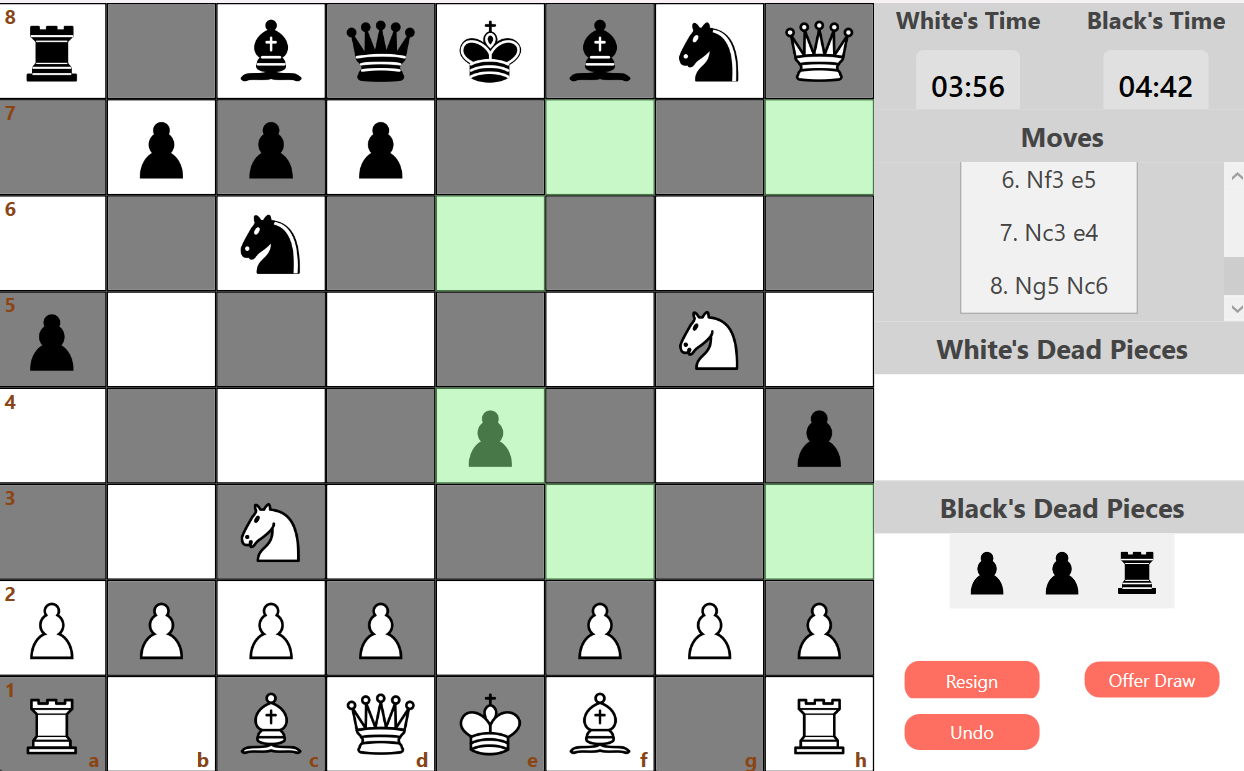 8
7
6
5
4
3
2
1
a b c d e f g h
White's Time Black's Time
03:56 04:42
Moves
6. Nf3 e5
7. Nc3 e4
8. Ng5 Nc6
White's Dead Pieces
Black's Dead Pieces
Resign Offer Draw
Undo